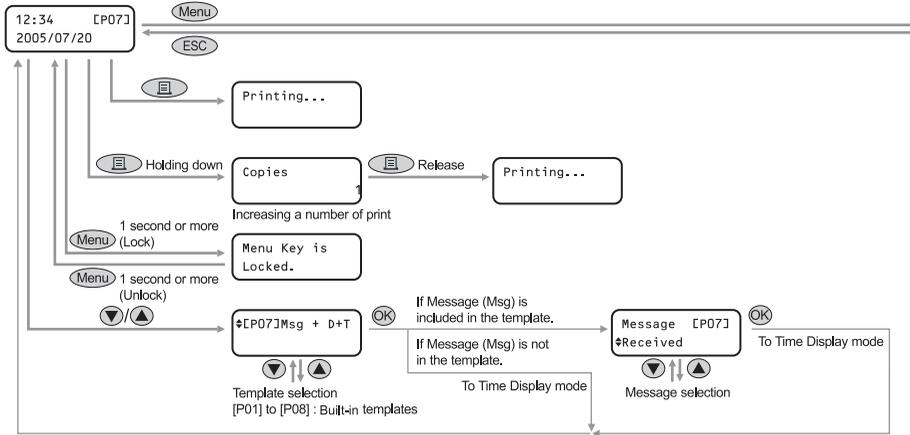 12:34 [P07]
2005/07/20
Menu
ESC
Printing...
Holding down
Copies
1
Increasing a number of print
Release
Printing...
Menu
1 second or more
(Lock)
Menu Key is
Locked.
Menu
1 second or more
(Unlock)
▼/▲
♦[P07]Msg + D+T
OK
▼ ▲
Template selection
[P01] to [P08] : Built-in templates
If Message (Msg) is
included in the template.
If Message (Msg) is not
in the template.
To Time Display mode
Message [P07]
♦Received
▼ ▲
Message selection
OK
To Time Display mode